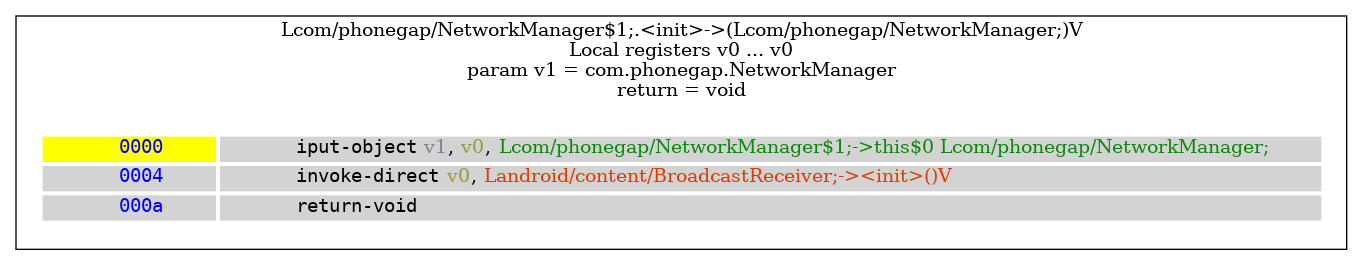 Lcom/phonegap/NetworkManager$1;.<init>->(Lcom/phonegap/NetworkManager;)V
Local registers v0 ... v0
param v1 = com.phonegap.NetworkManager
return = void
0000 iput-object v1, v0, Lcom/phonegap/NetworkManager$1;->this$0 Lcom/phonegap/NetworkManager;
0004 invoke-direct v0, Landroid/content/BroadcastReceiver;-><init>()V
000a return-void